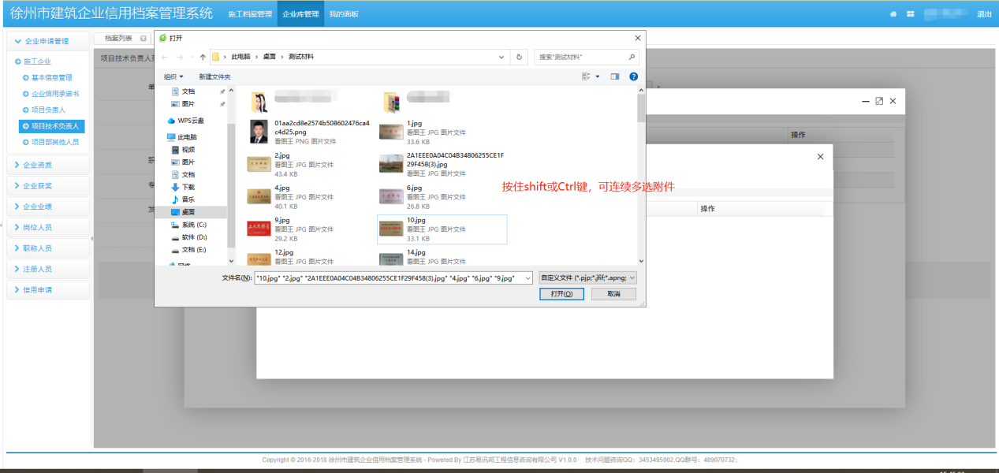 徐州市建筑企业信用档案管理系统 施工档案管理 企业库管理 我的面板 退出
企业申请管理
施工企业
基本信息管理
企业信用承诺书
项目负责人
项目技术负责人
项目部其他人员
企业资质
企业获奖
企业业绩
岗位人员
职称人员
注册人员
信用申请
档案列表
项目技术负责人
打开
此电脑 › 桌面 › 测试材料
搜索"测试材料"
组织 新建文件夹
文档
图片
WPS云盘
此电脑
视频
图片
文档
下载
音乐
桌面
系统 (C:)
软件 (D:)
文档 (E:)
网络
01aa2cd8e2574b508602476ca4
c4d25.png
看图王 PNG 图片文件
1.jpg
看图王 JPG 图片文件
33.6 KB
2.jpg
看图王 JPG 图片文件
43.4 KB
2A1EEE0A04C04B34806255CE1F
29F458(3).jpg
看图王 JPG 图片文件
4.jpg
看图王 JPG 图片文件
40.1 KB
6.jpg
看图王 JPG 图片文件
26.8 KB
9.jpg
看图王 JPG 图片文件
29.2 KB
10.jpg
看图王 JPG 图片文件
33.1 KB
12.jpg
看图王 JPG 图片文件
14.jpg
看图王 JPG 图片文件
文件名(N): "10.jpg" "2.jpg" "2A1EEE0A04C04B34806255CE1F29F458(3).jpg" "4.jpg" "6.jpg" "9.jpg"
自定义文件 (*.pjp;*.jfif;*.apng;
打开(O) 取消
操作
按住shift或Ctrl键，可连续多选附件
操作
Copyright © 2016-2018 徐州市建筑企业信用档案管理系统 - Powered By 江苏易讯邦工程信息咨询有限公司 V1.0.0 技术问题咨询QQ：3453495002,QQ群号：489070732；